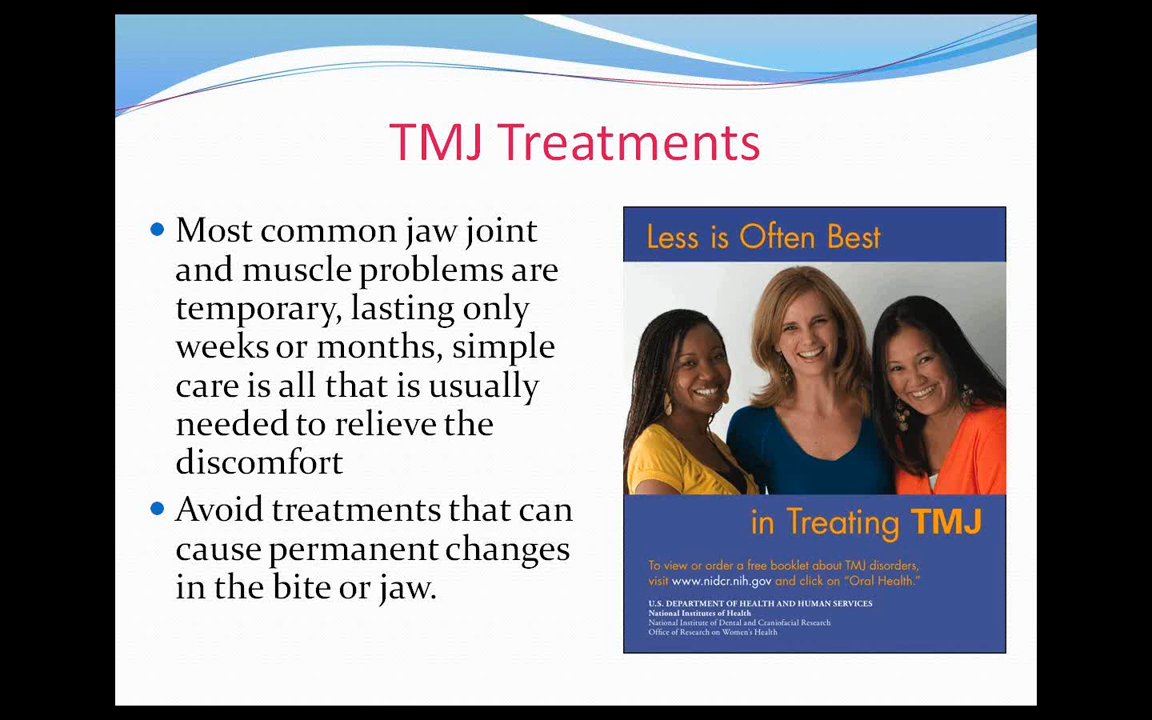 TMJ Treatments
• Most common jaw joint
and muscle problems are
temporary, lasting only
weeks or months, simple
care is all that is usually
needed to relieve the
discomfort
• Avoid treatments that can
cause permanent changes
in the bite or jaw.
Less is Often Best
in Treating TMJ
To view or order a free booklet about TMJ disorders,
visit www.nidcr.nih.gov and click on “Oral Health.”
U.S. DEPARTMENT OF HEALTH AND HUMAN SERVICES
National Institutes of Health
National Institute of Dental and Craniofacial Research
Office of Research on Women's Health